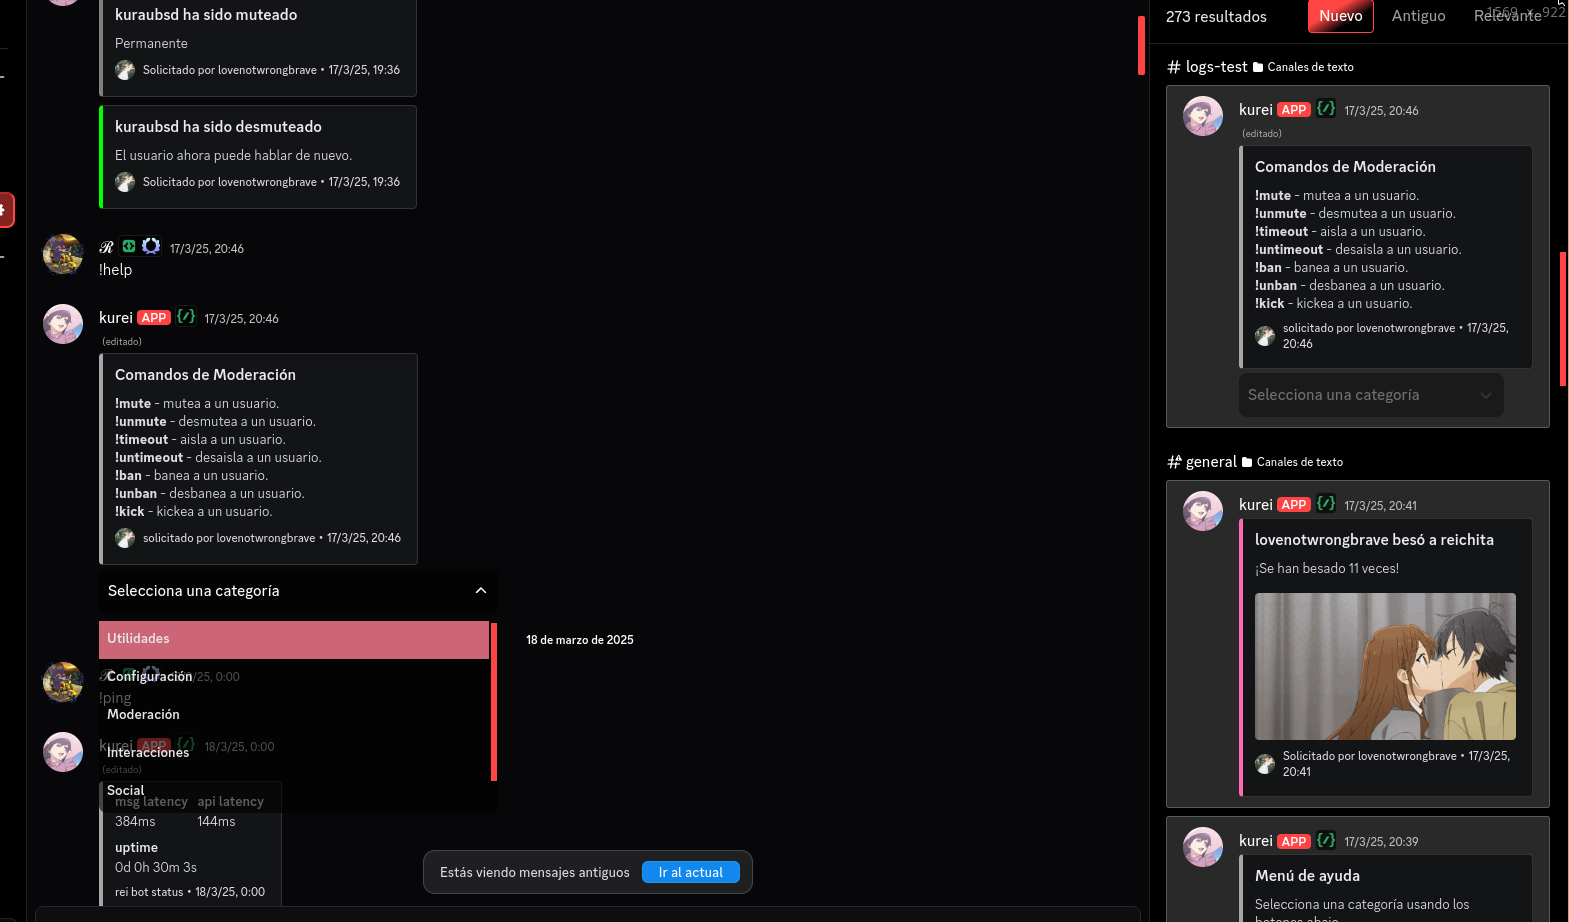 kuraubsd ha sido muteado
Permanente
Solicitado por lovenotwrongbrave • 17/3/25, 19:36
kuraubsd ha sido desmuteado
El usuario ahora puede hablar de nuevo.
Solicitado por lovenotwrongbrave • 17/3/25, 19:36
ℛ 17/3/25, 20:46
!help
kurei APP 17/3/25, 20:46
(editado)
Comandos de Moderación
!mute - mutea a un usuario.
!unmute - desmutea a un usuario.
!timeout - aisla a un usuario.
!untimeout - desaisla a un usuario.
!ban - banea a un usuario.
!unban - desbanea a un usuario.
!kick - kickea a un usuario.
solicitado por lovenotwrongbrave • 17/3/25, 20:46
Selecciona una categoría
Utilidades
18 de marzo de 2025
Configuración
/25, 0:00
!ping
Moderación
kurei APP 18/3/25, 0:00
Interacciones
(editado)
Social
msg latency api latency
384ms 144ms
uptime
0d 0h 30m 3s
rei bot status • 18/3/25, 0:00
Estás viendo mensajes antiguos Ir al actual
273 resultados Nuevo Antiguo Relevante
1569 x 922
# logs-test Canales de texto
kurei APP 17/3/25, 20:46
(editado)
Comandos de Moderación
!mute - mutea a un usuario.
!unmute - desmutea a un usuario.
!timeout - aisla a un usuario.
!untimeout - desaisla a un usuario.
!ban - banea a un usuario.
!unban - desbanea a un usuario.
!kick - kickea a un usuario.
solicitado por lovenotwrongbrave • 17/3/25,
20:46
Selecciona una categoría
# general Canales de texto
kurei APP 17/3/25, 20:41
lovenotwrongbrave besó a reichita
¡Se han besado 11 veces!
Solicitado por lovenotwrongbrave • 17/3/25,
20:41
kurei APP 17/3/25, 20:39
Menú de ayuda
Selecciona una categoría usando los
botones abajo